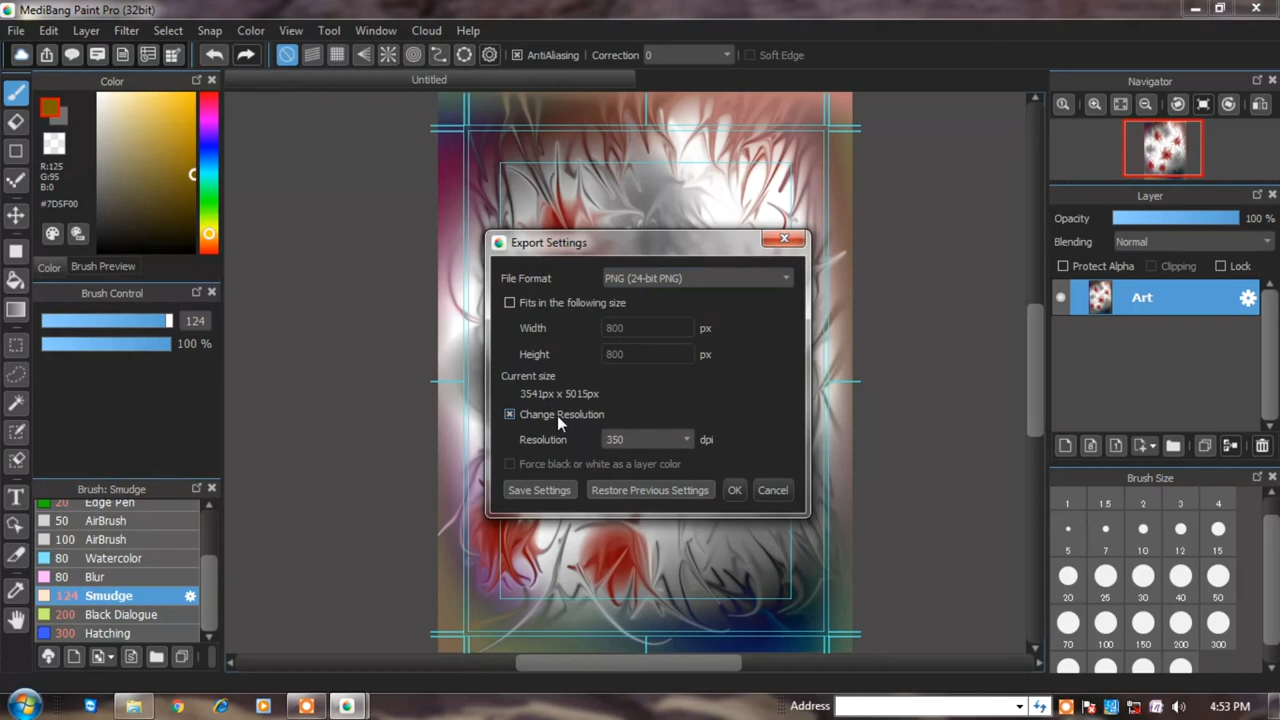 MediBang Paint Pro (32bit)
File Edit Layer Filter Select Snap Color View Tool Window Cloud Help
AntiAliasing Correction 0 Soft Edge
Color
Untitled
Navigator
R:125
G:95
B:0
#7D5F00
Color Brush Preview
Brush Control
124
100 %
Brush: Smudge
20 Edge Pen
50 AirBrush
100 AirBrush
80 Watercolor
80 Blur
124 Smudge
200 Black Dialogue
300 Hatching
Export Settings
File Format PNG (24-bit PNG)
Fits in the following size
Width 800 px
Height 800 px
Current size
3541px x 5015px
Change Resolution
Resolution 350 dpi
Force black or white as a layer color
Save Settings Restore Previous Settings OK Cancel
Layer
Opacity 100 %
Blending Normal
Protect Alpha Clipping Lock
Art
8 1
Brush Size
1 1.5 2 3 4
5 7 10 12 15
20 25 30 40 50
70 100 150 200 300
Address
4:53 PM